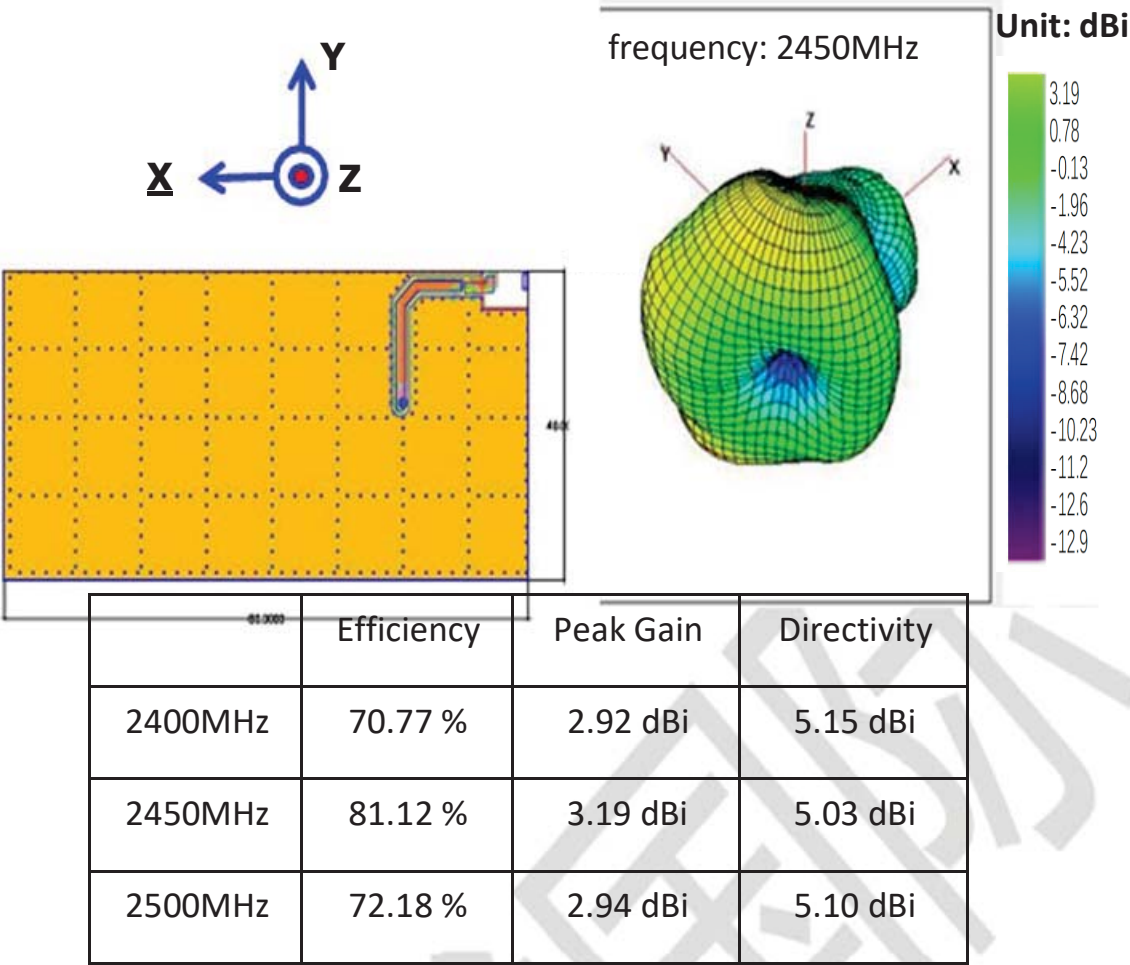 Unit: dBi
frequency: 2450MHz
Y
X
Z
Z
Y
X
3.19
0.78
-0.13
-1.96
-4.23
-5.52
-6.32
-7.42
-8.68
-10.23
-11.2
-12.6
-12.9
Efficiency Peak Gain Directivity
2400MHz 70.77 % 2.92 dBi 5.15 dBi
2450MHz 81.12 % 3.19 dBi 5.03 dBi
2500MHz 72.18 % 2.94 dBi 5.10 dBi